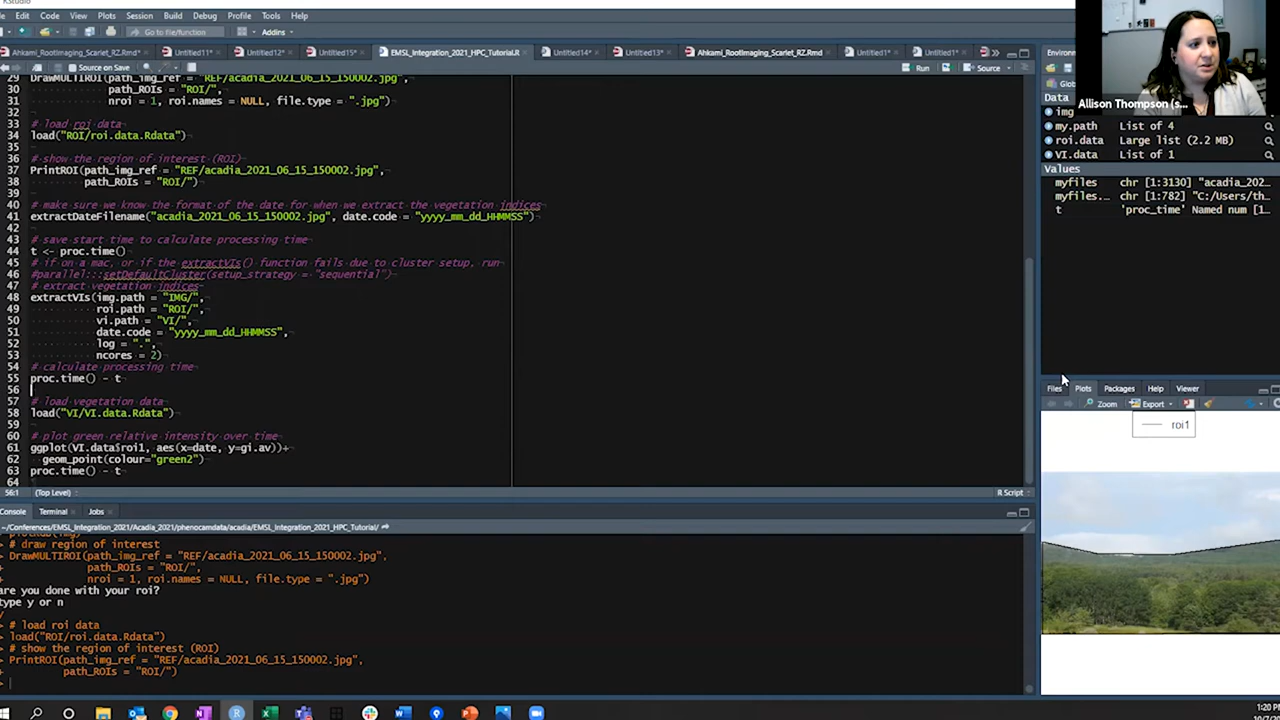 RStudio
File Edit Code View Plots Session Build Debug Profile Tools Help
Go to file/function Addins
Ahkami_RootImaging_Scarlet_RZ.Rmd* Untitled11* Untitled12* Untitled15* EMSL_Integration_2021_HPC_Tutorial.R Untitled14* Untitled13* Ahkami_RootImaging_Scarlet_RZ.Rmd Untitled1* Untitled1*
Source on Save Run Source
29 DrawMULTIROI(path_img_ref = "REF/acadia_2021_06_15_150002.jpg",
30 path_ROIs = "ROI/",
31 nroi = 1, roi.names = NULL, file.type = ".jpg")
32
33 # load roi data
34 load("ROI/roi.data.Rdata")
35
36 # show the region of interest (ROI)
37 PrintROI(path_img_ref = "REF/acadia_2021_06_15_150002.jpg",
38 path_ROIs = "ROI/")
39
40 # make sure we know the format of the date for when we extract the vegetation indices
41 extractDateFilename("acadia_2021_06_15_150002.jpg", date.code = "yyyy_mm_dd_HHMMSS")
42
43 # save start time to calculate processing time
44 t <- proc.time()
45 # if on a mac, or if the extractVIs() function fails due to cluster setup, run
46 #parallel:::setDefaultCluster(setup_strategy = "sequential")
47 # extract vegetation indices
48 extractVIs(img.path = "IMG/",
49 roi.path = "ROI/",
50 vi.path = "VI/",
51 date.code = "yyyy_mm_dd_HHMMSS",
52 log = ".",
53 ncores = 2)
54 # calculate processing time
55 proc.time() - t
56
57 # load vegetation data
58 load("VI/VI.data.Rdata")
59
60 # plot green relative intensity over time
61 ggplot(VI.data$roi1, aes(x=date, y=gi.av))+
62 geom_point(colour="green2")
63 proc.time() - t
64
56:1 (Top Level) R Script
Console Terminal Jobs
~/Conferences/EMSL_Integration_2021/Acadia_2021/phenocamdata/acadia/EMSL_Integration_2021_HPC_Tutorial/
> # draw region of interest
> DrawMULTIROI(path_img_ref = "REF/acadia_2021_06_15_150002.jpg",
+ path_ROIs = "ROI/",
+ nroi = 1, roi.names = NULL, file.type = ".jpg")
are you done with your roi?
type y or n
y
> # load roi data
> load("ROI/roi.data.Rdata")
> # show the region of interest (ROI)
> PrintROI(path_img_ref = "REF/acadia_2021_06_15_150002.jpg",
+ path_ROIs = "ROI/")
>
Environ
Glob
Allison Thompson (s...
Data
img
my.path List of 4
roi.data Large list (2.2 MB)
VI.data List of 1
Values
myfiles chr [1:3130] "acadia_202…
myfiles.… chr [1:782] "C:/Users/th…
t 'proc_time' Named num [1…
Files Plots Packages Help Viewer
Zoom Export
roi1
1:20 PM